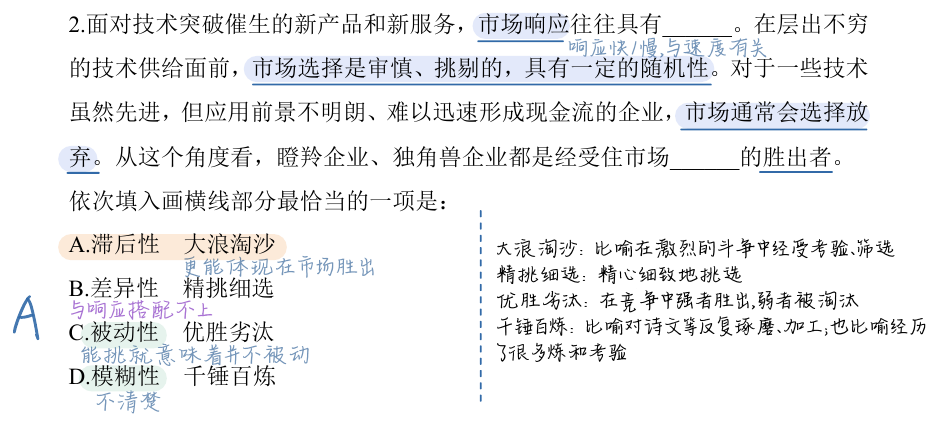 2.面对技术突破催生的新产品和新服务，市场响应往往具有______。在层出不穷
响应快/慢,与速度有关
的技术供给面前，市场选择是审慎、挑剔的，具有一定的随机性。对于一些技术
虽然先进，但应用前景不明朗、难以迅速形成现金流的企业，市场通常会选择放
弃。从这个角度看，瞪羚企业、独角兽企业都是经受住市场______的胜出者。
依次填入画横线部分最恰当的一项是：
A.滞后性 大浪淘沙
更能体现在市场胜出
B.差异性 精挑细选
与响应搭配不上
C.被动性 优胜劣汰
能挑就意味着并不被动
D.模糊性 千锤百炼
不清楚
A
大浪淘沙：比喻在激烈的斗争中经受考验、筛选
精挑细选：精心细致地挑选
优胜劣汰：在竞争中强者胜出,弱者被淘汰
千锤百炼：比喻对诗文等反复琢磨、加工;也比喻经历
了很多炼和考验